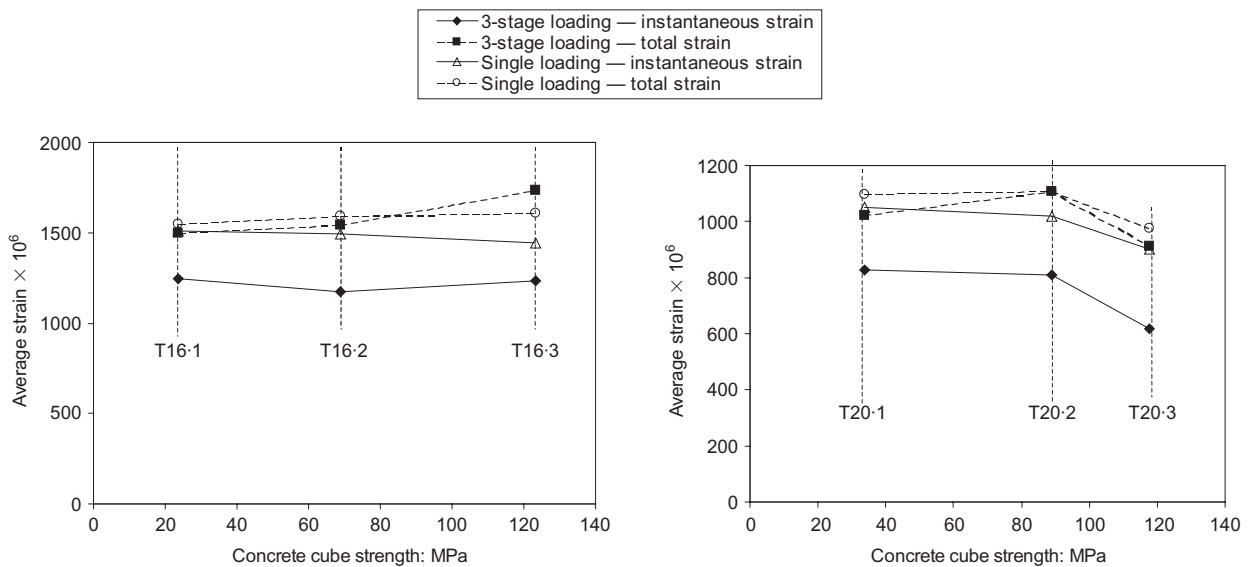 3-stage loading — instantaneous strain
3-stage loading — total strain
Single loading — instantaneous strain
Single loading — total strain
Average strain × 10⁶
2000
1500
1000
500
0
T16·1
T16·2
T16·3
0 20 40 60 80 100 120 140
Concrete cube strength: MPa
Average strain × 10⁶
1200
1000
800
600
400
200
0
T20·1
T20·2
T20·3
0 20 40 60 80 100 120 140
Concrete cube strength: MPa